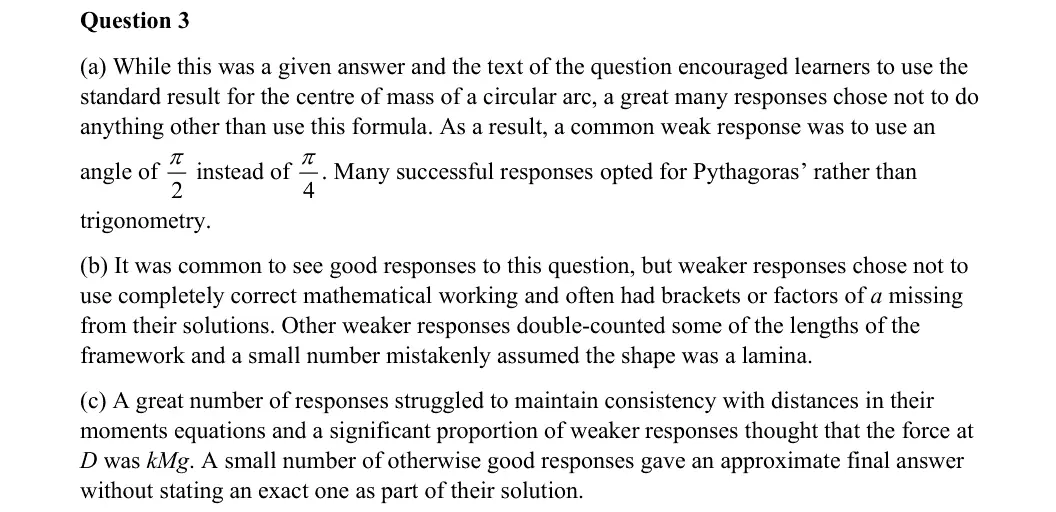 Question 3
(a) While this was a given answer and the text of the question encouraged learners to use the
standard result for the centre of mass of a circular arc, a great many responses chose not to do
anything other than use this formula. As a result, a common weak response was to use an
angle of π/2 instead of π/4. Many successful responses opted for Pythagoras’ rather than
trigonometry.
(b) It was common to see good responses to this question, but weaker responses chose not to
use completely correct mathematical working and often had brackets or factors of a missing
from their solutions. Other weaker responses double-counted some of the lengths of the
framework and a small number mistakenly assumed the shape was a lamina.
(c) A great number of responses struggled to maintain consistency with distances in their
moments equations and a significant proportion of weaker responses thought that the force at
D was kMg. A small number of otherwise good responses gave an approximate final answer
without stating an exact one as part of their solution.